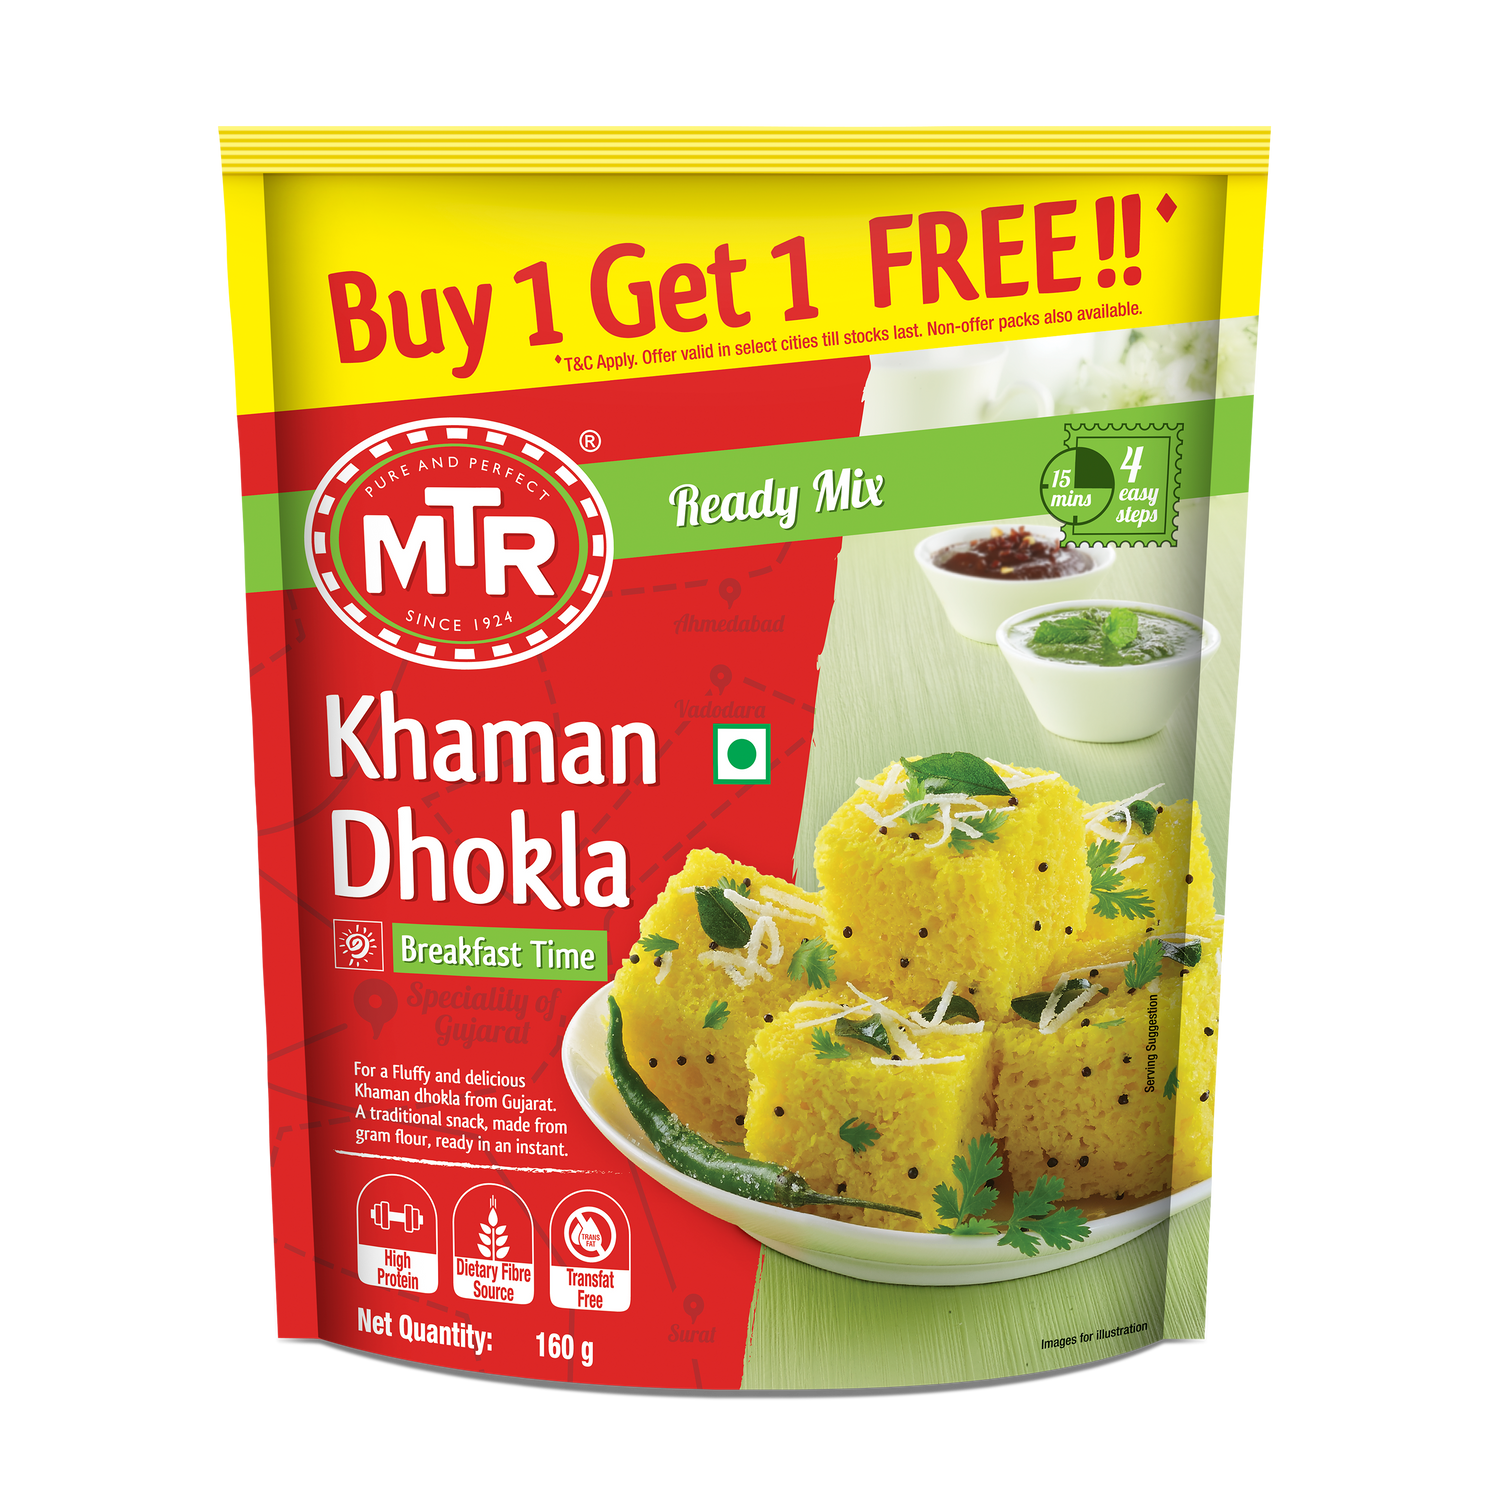 Buy 1 Get 1 FREE!!♦
♦T&C Apply. Offer valid in select cities till stocks last. Non-offer packs also available.
PURE AND PERFECT
MTR
SINCE 1924
®
Ready Mix
15
mins
4
easy
steps
Ahmedabad
Vadodara
Khaman
Dhokla
Breakfast Time
Speciality of
Gujarat
For a Fluffy and delicious
Khaman dhokla from Gujarat.
A traditional snack, made from
gram flour, ready in an instant.
High
Protein
Dietary Fibre
Source
TRANS
FAT
Transfat
Free
Net Quantity: 160 g
Surat
Serving Suggestion
Images for illustration